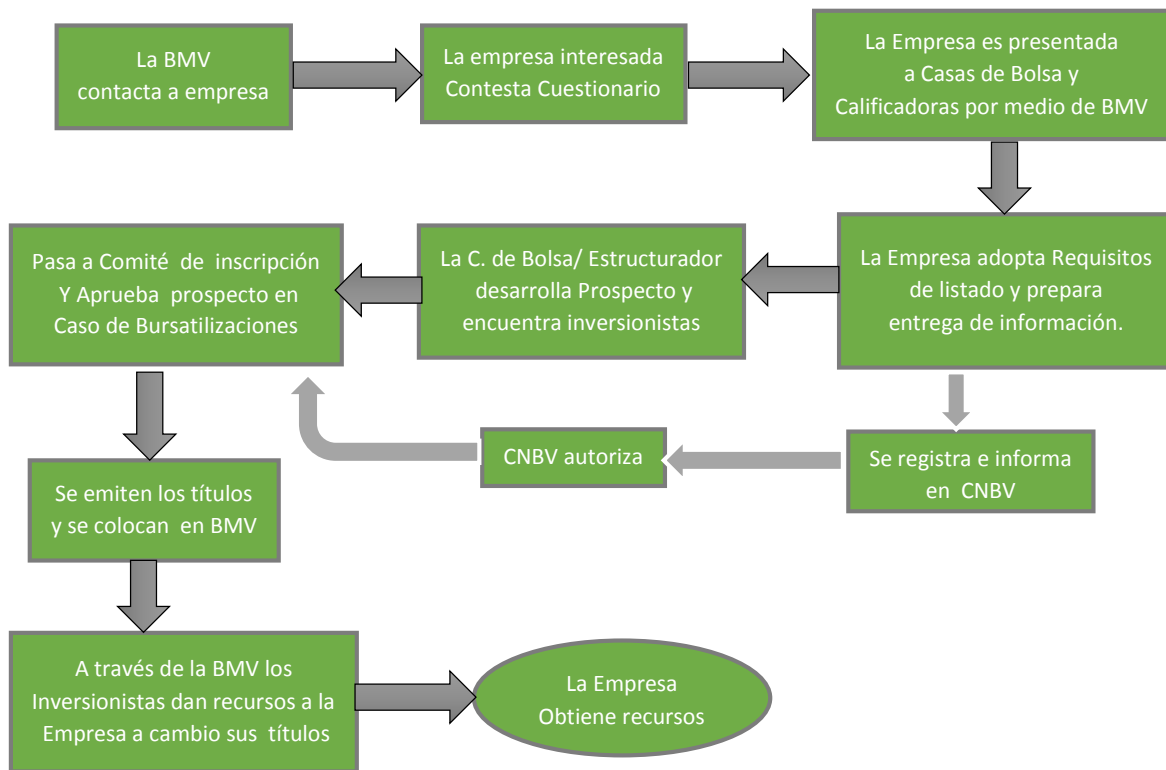 La BMV
contacta a empresa
La empresa interesada
Contesta Cuestionario
La Empresa es presentada
a Casas de Bolsa y
Calificadoras por medio de BMV
La Empresa adopta Requisitos
de listado y prepara
entrega de información.
La C. de Bolsa/ Estructurador
desarrolla Prospecto y
encuentra inversionistas
Pasa a Comité de inscripción
Y Aprueba prospecto en
Caso de Bursatilizaciones
Se registra e informa
en CNBV
CNBV autoriza
Se emiten los títulos
y se colocan en BMV
A través de la BMV los
Inversionistas dan recursos a la
Empresa a cambio sus títulos
La Empresa
Obtiene recursos